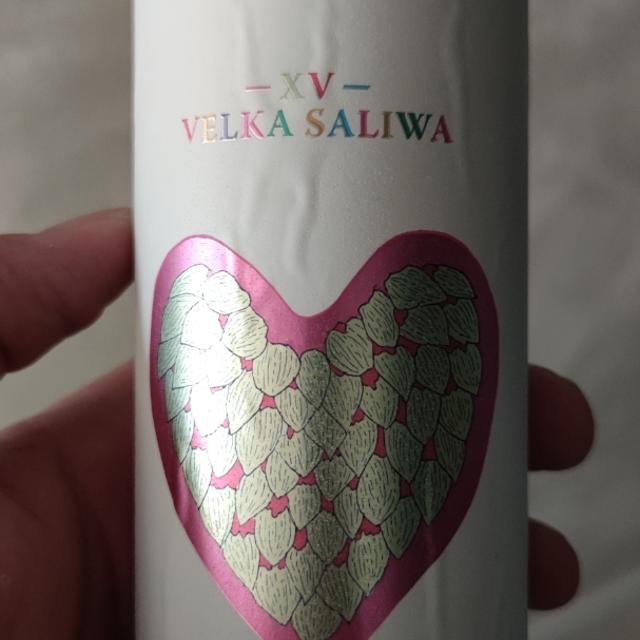 — XV —
VELKA SALIWA